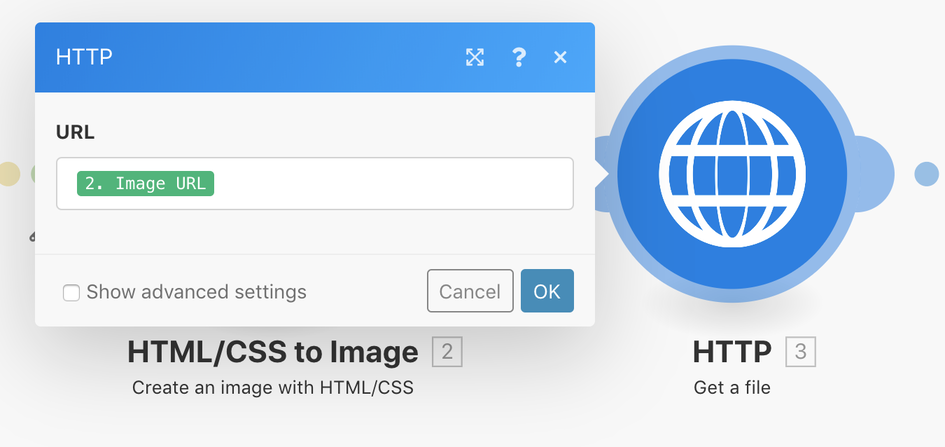 HTTP
?
URL
2. Image URL
Show advanced settings
Cancel
OK
HTML/CSS to Image 2
Create an image with HTML/CSS
HTTP 3
Get a file